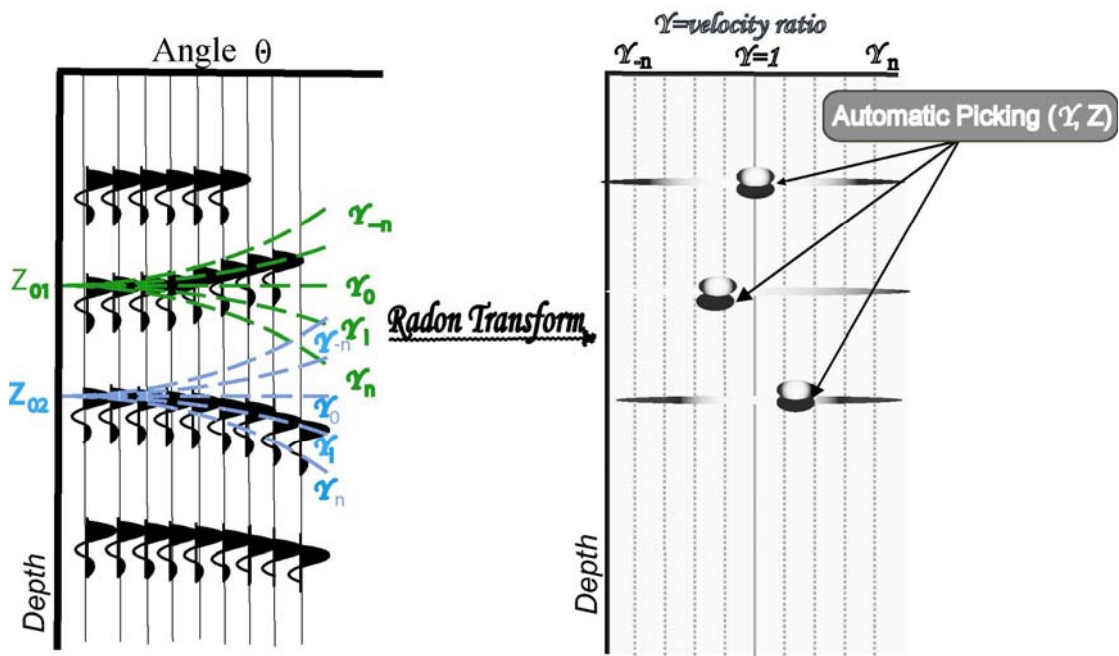 Angle θ
Z01
Z02
ϒ-n
ϒ0
ϒ1
ϒn
ϒ-n
ϒ0
ϒ1
ϒn
Depth
Radon Transform
ϒ=velocity ratio
ϒ-n
ϒ=1
ϒn
Automatic Picking (ϒ, Z)
Depth